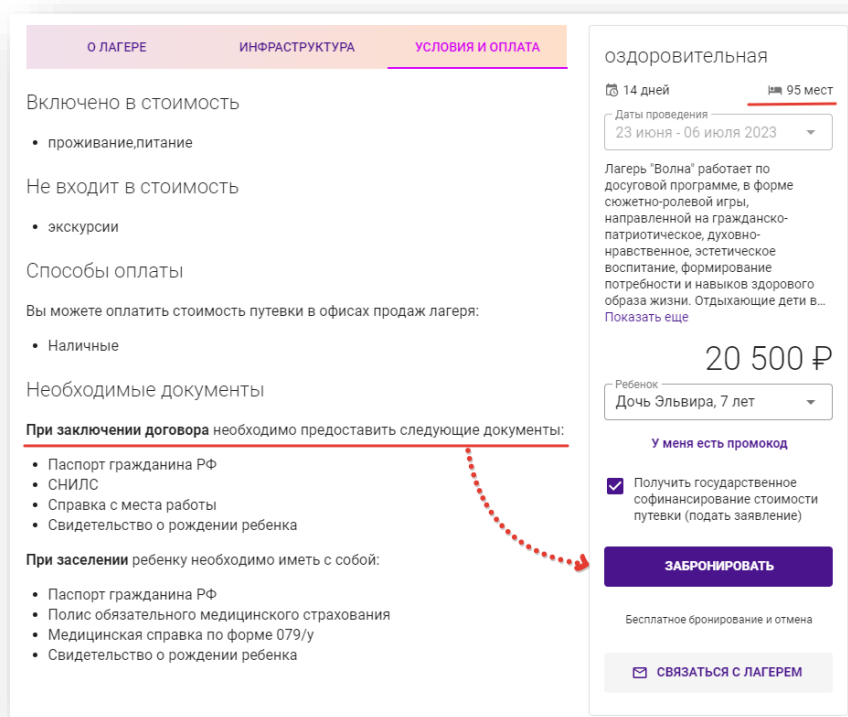 О ЛАГЕРЕ
ИНФРАСТРУКТУРА
УСЛОВИЯ И ОПЛАТА
Включено в стоимость
• проживание,питание
Не входит в стоимость
• экскурсии
Способы оплаты
Вы можете оплатить стоимость путевки в офисах продаж лагеря:
• Наличные
Необходимые документы
При заключении договора необходимо предоставить следующие документы:
• Паспорт гражданина РФ
• СНИЛС
• Справка с места работы
• Свидетельство о рождении ребенка
При заселении ребенку необходимо иметь с собой:
• Паспорт гражданина РФ
• Полис обязательного медицинского страхования
• Медицинская справка по форме 079/у
• Свидетельство о рождении ребенка
оздоровительная
14 дней
95 мест
Даты проведения
23 июня - 06 июля 2023
Лагерь "Волна" работает по
досуговой программе, в форме
сюжетно-ролевой игры,
направленной на гражданско-
патриотическое, духовно-
нравственное, эстетическое
воспитание, формирование
потребности и навыков здорового
образа жизни. Отдыхающие дети в...
Показать еще
20 500 ₽
Ребенок
Дочь Эльвира, 7 лет
У меня есть промокод
Получить государственное
софинансирование стоимости
путевки (подать заявление)
ЗАБРОНИРОВАТЬ
Бесплатное бронирование и отмена
СВЯЗАТЬСЯ С ЛАГЕРЕМ